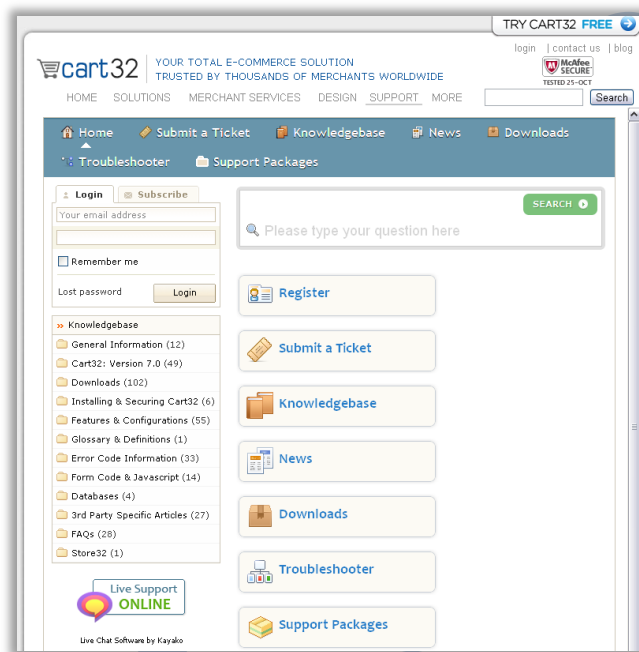 TRY CART32 FREE
login | contact us | blog
cart32
YOUR TOTAL E-COMMERCE SOLUTION
TRUSTED BY THOUSANDS OF MERCHANTS WORLDWIDE
McAfee
SECURE
TESTED 25-OCT
HOME SOLUTIONS MERCHANT SERVICES DESIGN SUPPORT MORE
Search
Home Submit a Ticket Knowledgebase News Downloads
Troubleshooter Support Packages
Login Subscribe
Your email address
Remember me
Lost password Login
SEARCH
Please type your question here
» Knowledgebase
General Information (12)
Cart32: Version 7.0 (49)
Downloads (102)
Installing & Securing Cart32 (6)
Features & Configurations (55)
Glossary & Definitions (1)
Error Code Information (33)
Form Code & Javascript (14)
Databases (4)
3rd Party Specific Articles (27)
FAQs (28)
Store32 (1)
Live Support
ONLINE
Live Chat Software by Kayako
Register
Submit a Ticket
Knowledgebase
News
Downloads
Troubleshooter
Support Packages